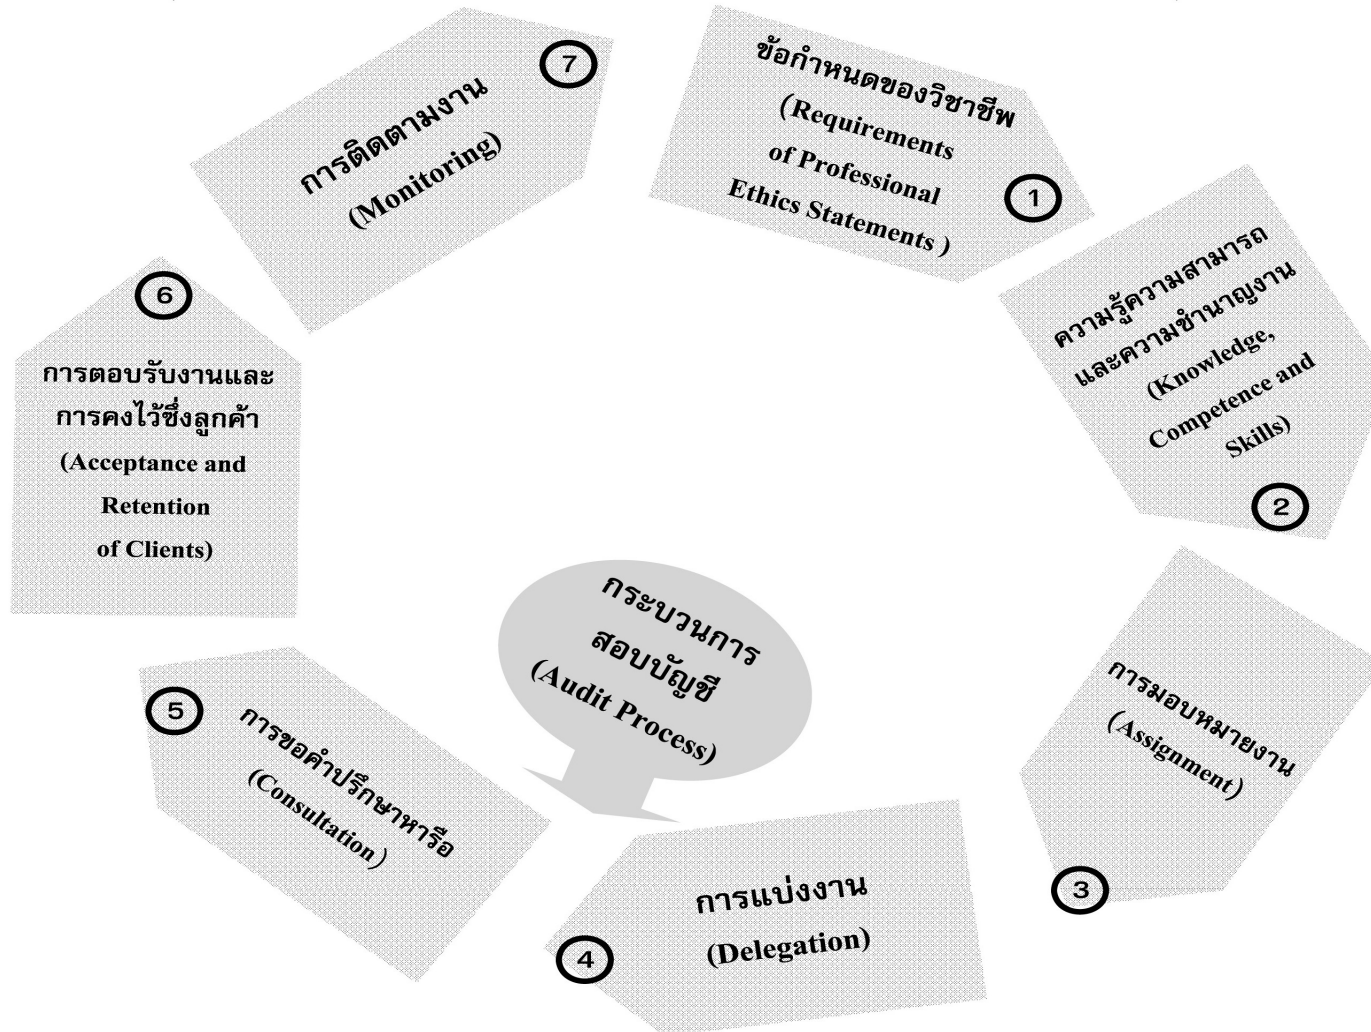 ข้อกำหนดของวิชาชีพ
(Requirements
of Professional
Ethics Statements )
1
ความรู้ความสามารถ
และความชำนาญงาน
(Knowledge,
Competence and
Skills)
2
การมอบหมายงาน
(Assignment)
3
การแบ่งงาน
(Delegation)
4
การขอคำปรึกษาหารือ
(Consultation)
5
6
การตอบรับงานและ
การคงไว้ซึ่งลูกค้า
(Acceptance and
Retention
of Clients)
7
การติดตามงาน
(Monitoring)
กระบวนการ
สอบบัญชี
(Audit Process)